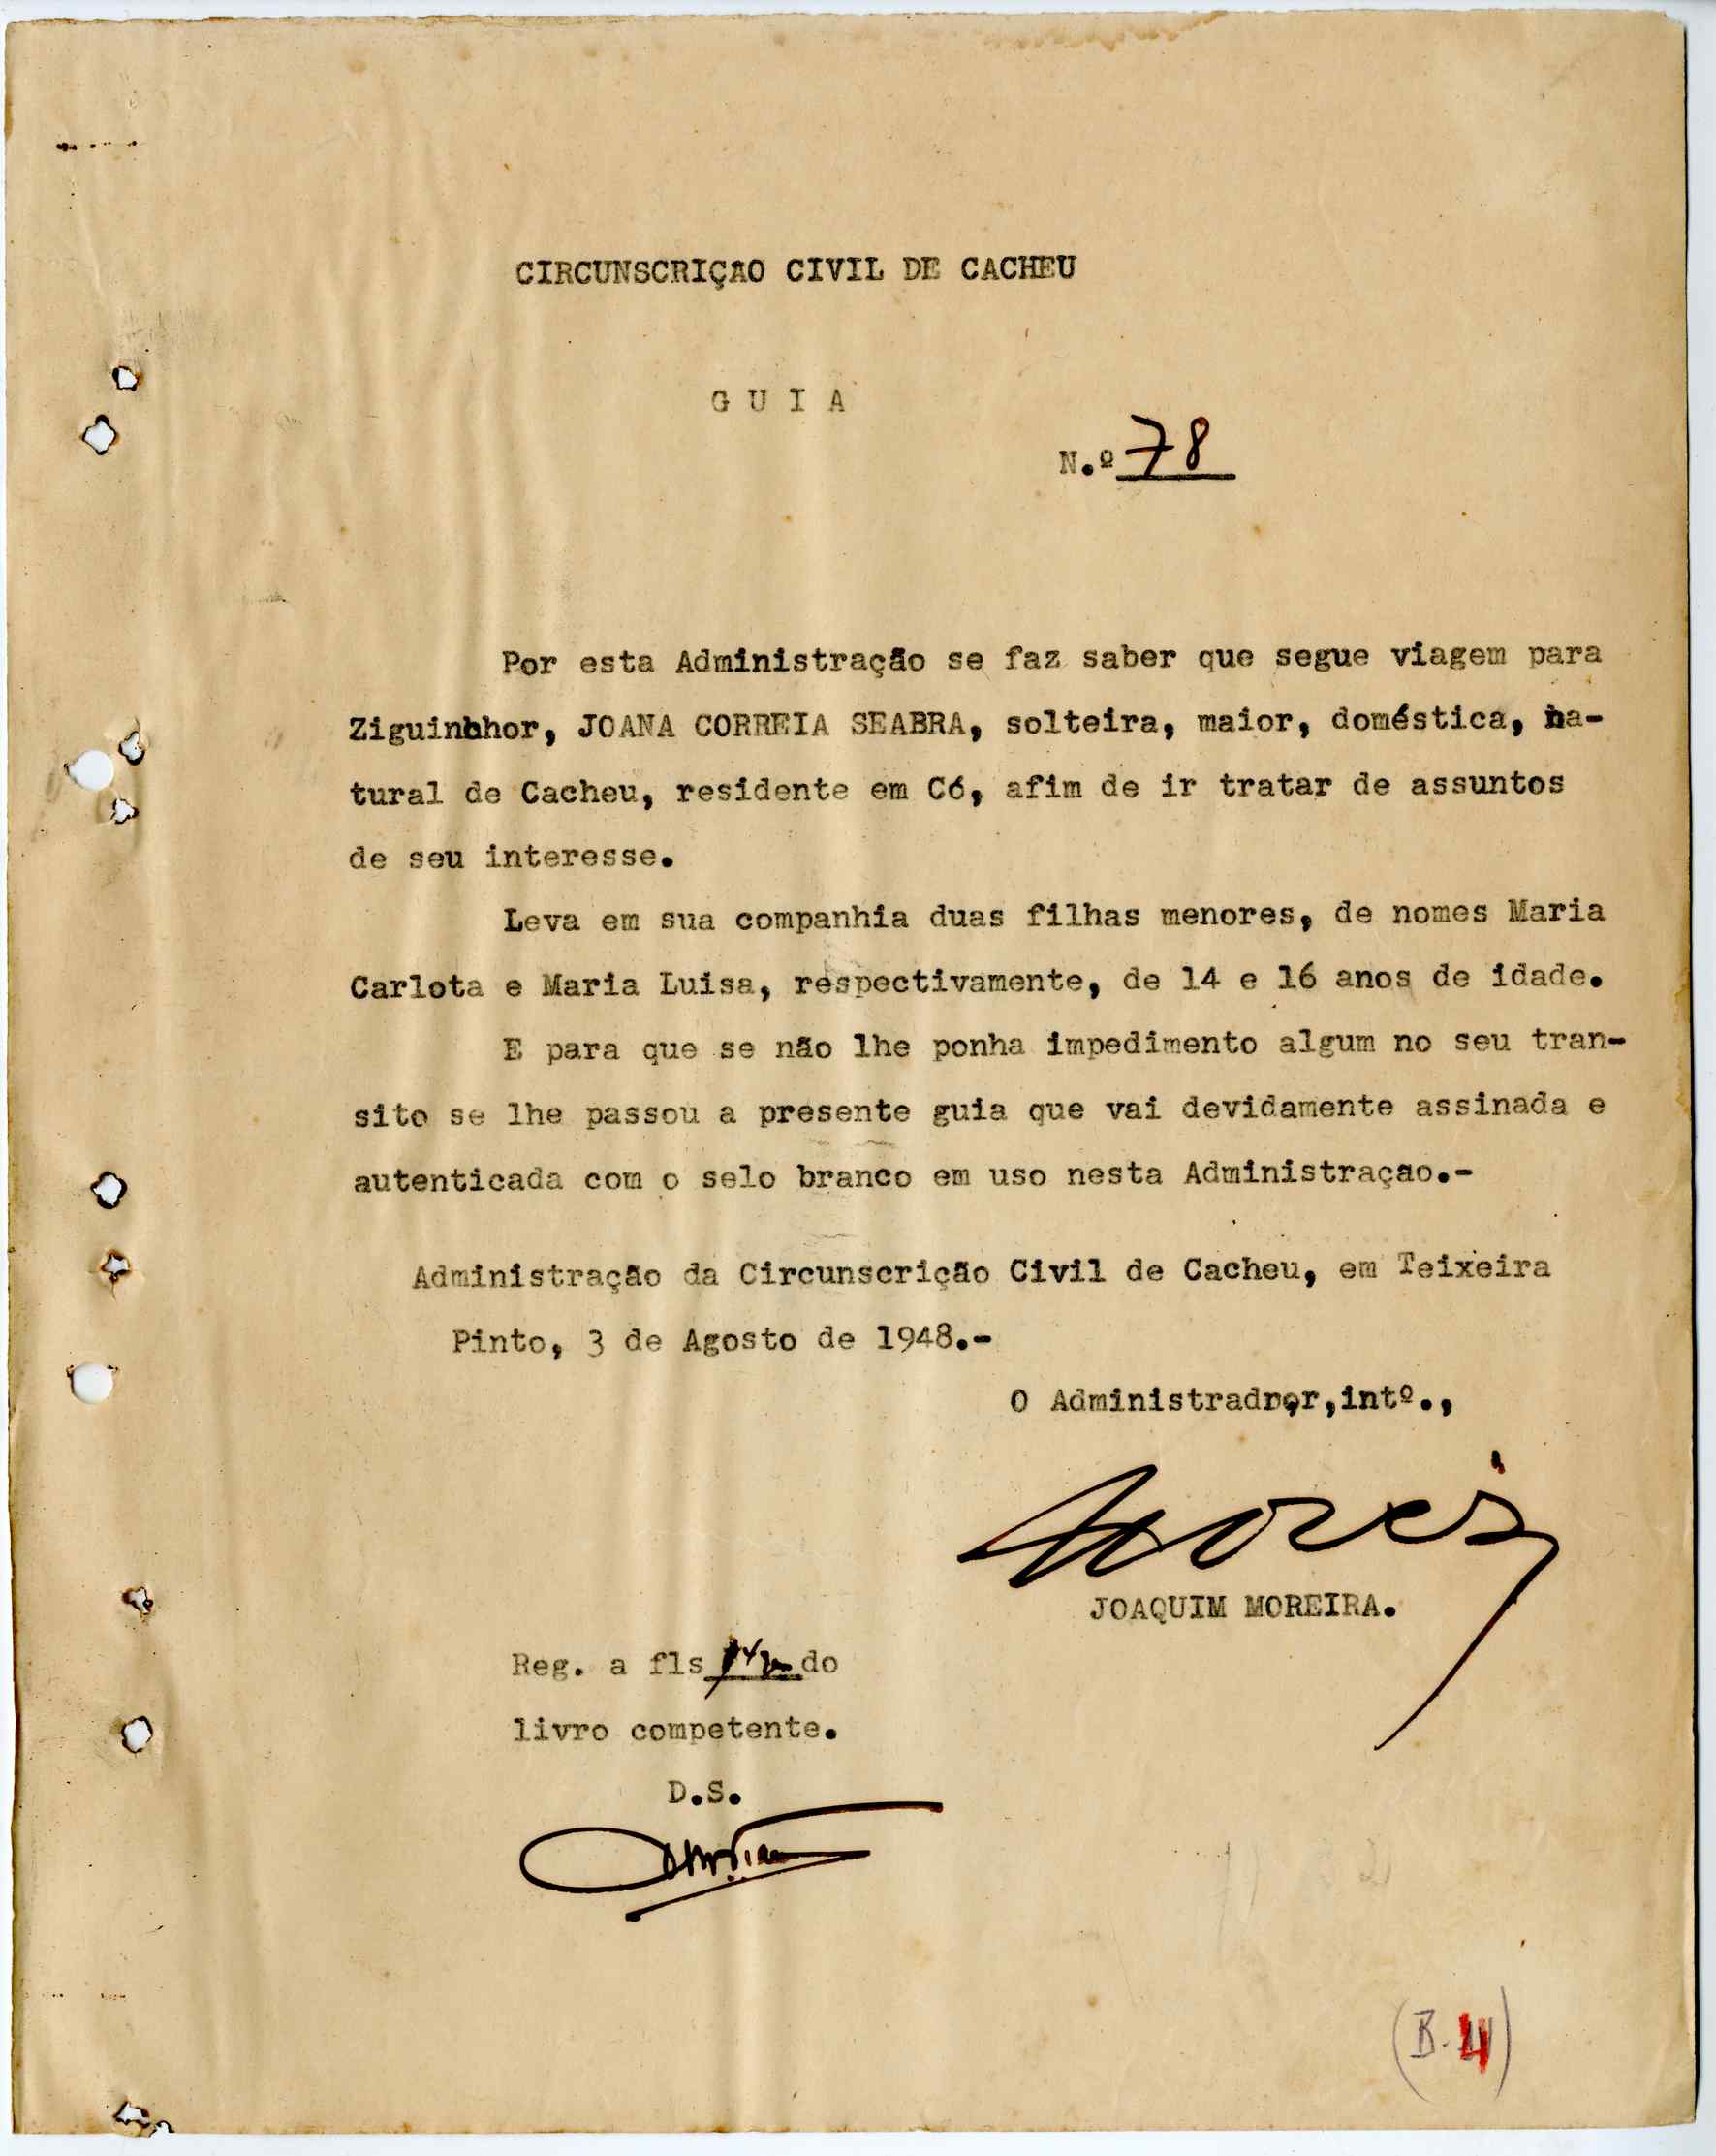 CIRCUNSCRIÇAO CIVIL DE CACHEU
G U I A
N.º 78
Por esta Administração se faz saber que segue viagem para
Ziguinhhor, JOANA CORREIA SEABRA, solteira, maior, doméstica, na-
tural de Cacheu, residente em Có, afim de ir tratar de assuntos
de seu interesse.
Leva em sua companhia duas filhas menores, de nomes Maria
Carlota e Maria Luisa, respectivamente, de 14 e 16 anos de idade.
E para que se não lhe ponha impedimento algum no seu tran-
sito se lhe passou a presente guia que vai devidamente assinada e
autenticada com o selo branco em uso nesta Administraçao.-
Administração da Circunscrição Civil de Cacheu, em Teixeira
Pinto, 3 de Agosto de 1948.-
O Administrador,intº.,
JOAQUIM MOREIRA.
Reg. a fls do
livro competente.
D.S.
(B. 4)